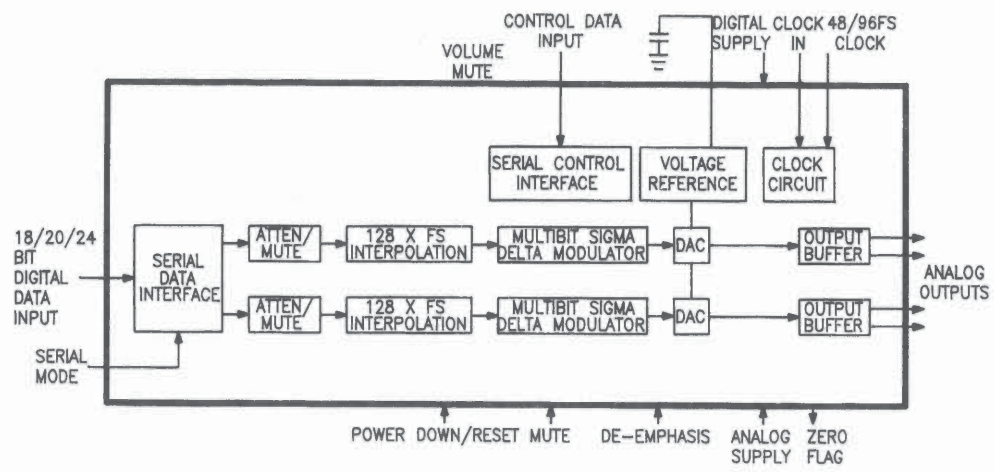 CONTROL DATA
INPUT
VOLUME
MUTE
DIGITAL CLOCK 48/96FS
SUPPLY IN CLOCK
SERIAL CONTROL
INTERFACE
VOLTAGE
REFERENCE
CLOCK
CIRCUIT
18/20/24
BIT
DIGITAL
DATA
INPUT
SERIAL
DATA
INTERFACE
ATTEN/
MUTE
128 X FS
INTERPOLATION
MULTIBIT SIGMA
DELTA MODULATOR
DAC
OUTPUT
BUFFER
ATTEN/
MUTE
128 X FS
INTERPOLATION
MULTIBIT SIGMA
DELTA MODULATOR
DAC
OUTPUT
BUFFER
ANALOG
OUTPUTS
SERIAL
MODE
POWER DOWN/RESET MUTE
DE-EMPHASIS
ANALOG
SUPPLY
ZERO
FLAG